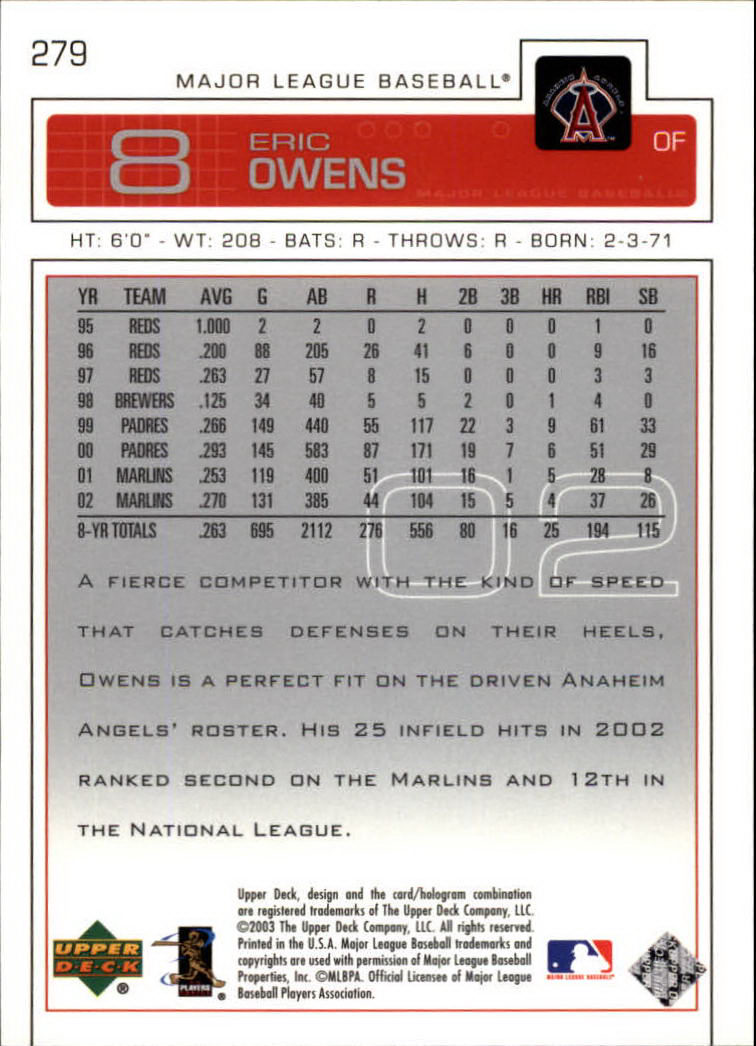 279
MAJOR LEAGUE BASEBALL®
8
ERIC
OWENS
OF
MAJOR LEAGUE BASEBALL
HT: 6'0" - WT: 208 - BATS: R - THROWS: R - BORN: 2-3-71
YR TEAM AVG G AB R H 2B 3B HR RBI SB
95 REDS 1.000 2 2 0 2 0 0 0 1 0
96 REDS .200 88 205 26 41 6 0 0 9 16
97 REDS .263 27 57 8 15 0 0 0 3 3
98 BREWERS .125 34 40 5 5 2 0 1 4 0
99 PADRES .266 149 440 55 117 22 3 9 61 33
00 PADRES .293 145 583 87 171 19 7 6 51 29
01 MARLINS .253 119 400 51 101 16 1 5 28 8
02 MARLINS .270 131 385 44 104 15 5 4 37 26
8-YR TOTALS .263 695 2112 276 556 80 16 25 194 115
02
A FIERCE COMPETITOR WITH THE KIND OF SPEED
THAT CATCHES DEFENSES ON THEIR HEELS,
OWENS IS A PERFECT FIT ON THE DRIVEN ANAHEIM
ANGELS' ROSTER. HIS 25 INFIELD HITS IN 2002
RANKED SECOND ON THE MARLINS AND 12TH IN
THE NATIONAL LEAGUE.
Upper Deck, design and the card/hologram combination
are registered trademarks of The Upper Deck Company, LLC.
©2003 The Upper Deck Company, LLC. All rights reserved.
Printed in the U.S.A. Major League Baseball trademarks and
copyrights are used with permission of Major League Baseball
Properties, Inc. ©MLBPA. Official Licensee of Major League
Baseball Players Association.
UPPER
DECK®
PLAYERS
®
MAJOR LEAGUE BASEBALL